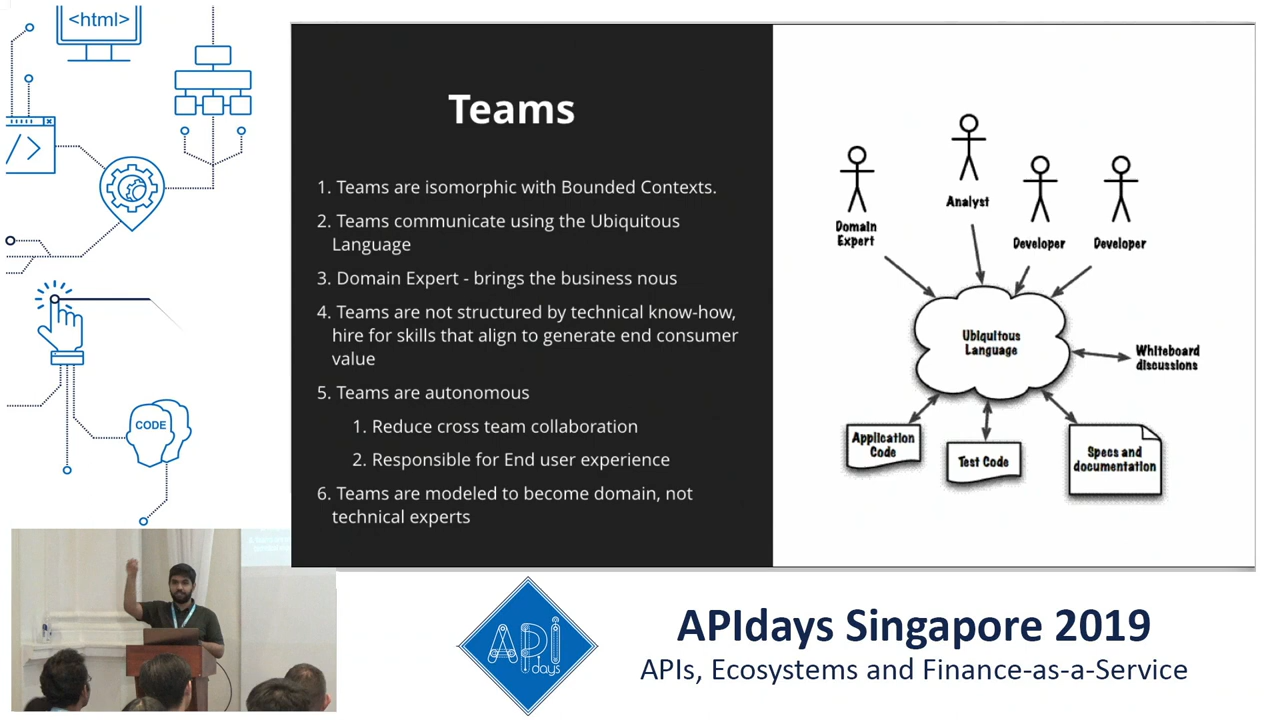 <html>
</>
CODE
Teams
1. Teams are isomorphic with Bounded Contexts.
2. Teams communicate using the Ubiquitous
Language
3. Domain Expert - brings the business nous
4. Teams are not structured by technical know-how,
hire for skills that align to generate end consumer
value
5. Teams are autonomous
1. Reduce cross team collaboration
2. Responsible for End user experience
6. Teams are modeled to become domain, not
technical experts
Analyst
Domain
Expert
Developer
Developer
Ubiquitous
Language
Whiteboard
discussions
Application
Code
Test Code
Specs and
documentation
API
days
APIdays Singapore 2019
APIs, Ecosystems and Finance-as-a-Service